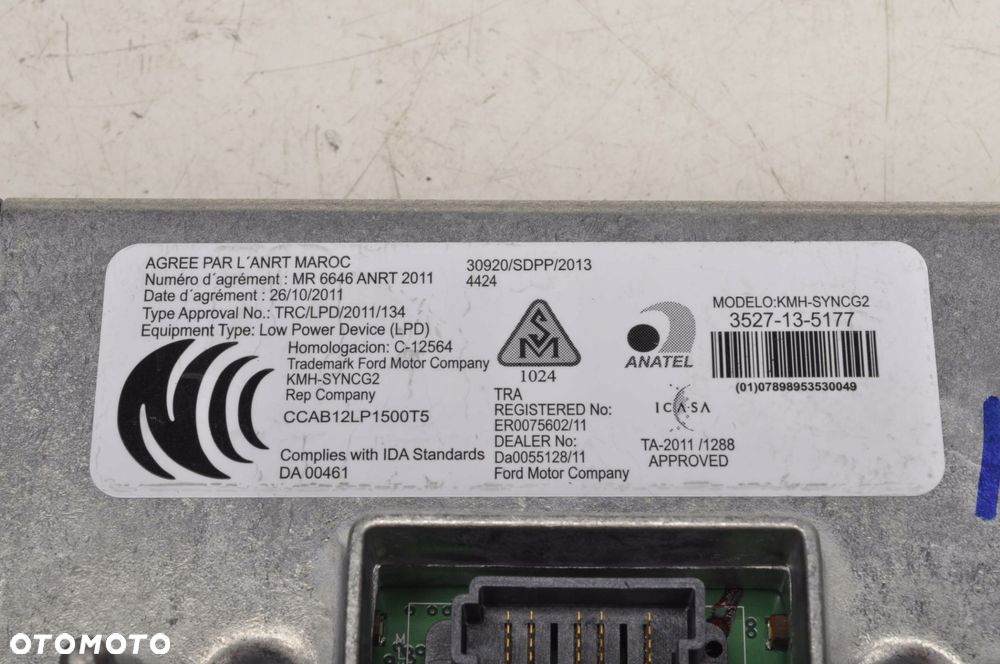 AGREE PAR L´ANRT MAROC
Numéro d´agrément : MR 6646 ANRT 2011
Date d´agrément : 26/10/2011
Type Approval No.: TRC/LPD/2011/134
Equipment Type: Low Power Device (LPD)
Homologacion: C-12564
Trademark Ford Motor Company
KMH-SYNCG2
Rep Company
CCAB12LP1500T5
Complies with IDA Standards
DA 00461
30920/SDPP/2013
4424
SM
1024
TRA
REGISTERED No:
ER0075602/11
DEALER No:
Da0055128/11
Ford Motor Company
ANATEL
ICASA
TA-2011 /1288
APPROVED
MODELO:KMH-SYNCG2
3527-13-5177
(01)07898953530049
OTOMOTO